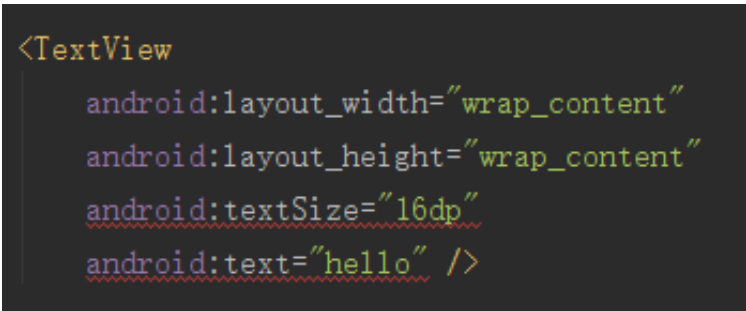 <TextView
android:layout_width="wrap_content"
android:layout_height="wrap_content"
android:textSize="16dp"
android:text="hello" />